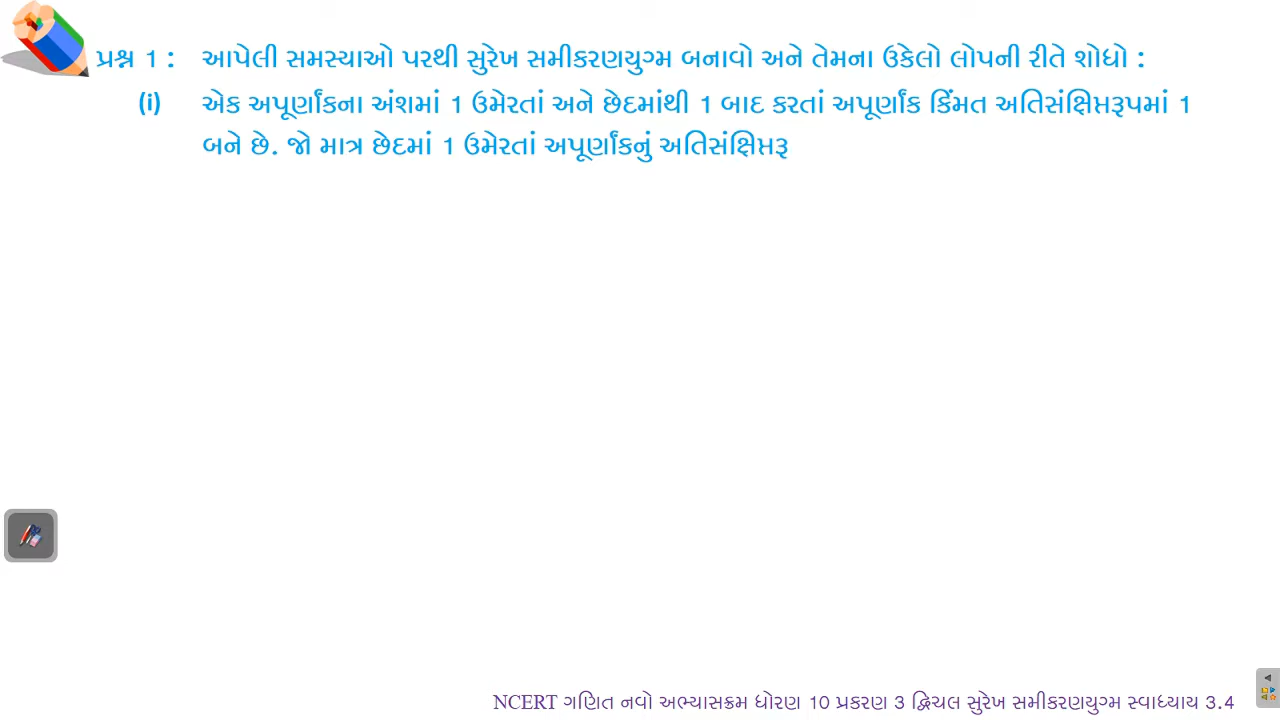 પ્રશ્ન 1 : આપેલી સમસ્યાઓ પરથી સુરેખ સમીકરણયુગ્મ બનાવો અને તેમના ઉકેલો લોપની રીતે શોધો :
(i) એક અપૂર્ણાંકના અંશમાં 1 ઉમેરતાં અને છેદમાંથી 1 બાદ કરતાં અપૂર્ણાંક કિંમત અતિસંક્ષિપ્તરૂપમાં 1
બને છે. જો માત્ર છેદમાં 1 ઉમેરતાં અપૂર્ણાંકનું અતિસંક્ષિપ્તરૂ
NCERT ગણિત નવો અભ્યાસક્રમ ધોરણ 10 પ્રકરણ 3 દ્વિચલ સુરેખ સમીકરણયુગ્મ સ્વાધ્યાય 3.4